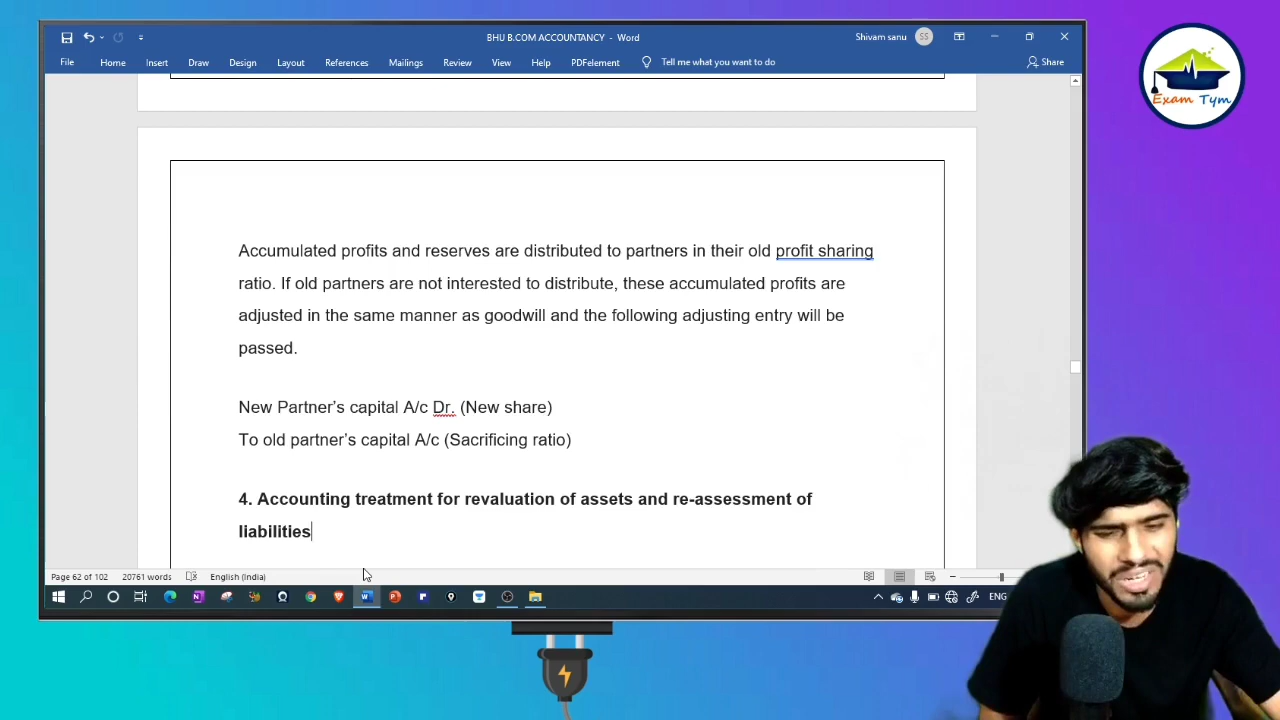 BHU B.COM ACCOUNTANCY - Word
Shivam sanu
SS
File Home Insert Draw Design Layout References Mailings Review View Help PDFelement Tell me what you want to do Share
Exam Tym
Accumulated profits and reserves are distributed to partners in their old profit sharing
ratio. If old partners are not interested to distribute, these accumulated profits are
adjusted in the same manner as goodwill and the following adjusting entry will be
passed.
New Partner’s capital A/c Dr. (New share)
To old partner’s capital A/c (Sacrificing ratio)
4. Accounting treatment for revaluation of assets and re-assessment of
liabilities
Page 62 of 102 20761 words English (India)
ENG